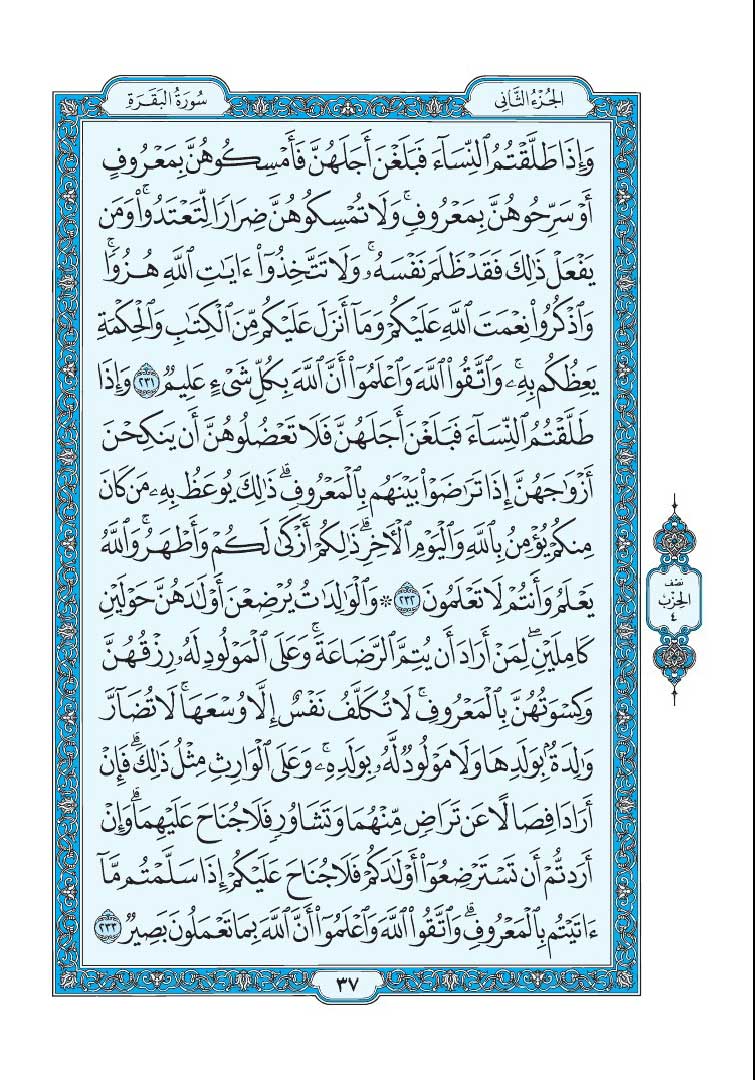 الجُزْءُ الثَّانِي
سُورَةُ البَقَرَةِ
وَإِذَا طَلَّقْتُمُ ٱلنِّسَآءَ فَبَلَغْنَ أَجَلَهُنَّ فَأَمْسِكُوهُنَّ بِمَعْرُوفٍ
أَوْ سَرِّحُوهُنَّ بِمَعْرُوفٍۚ وَلَا تُمْسِكُوهُنَّ ضِرَارًا لِّتَعْتَدُوا۟ۚ وَمَن
يَفْعَلْ ذَٰلِكَ فَقَدْ ظَلَمَ نَفْسَهُۥۚ وَلَا تَتَّخِذُوٓا۟ ءَايَٰتِ ٱللَّهِ هُزُوًاۚ
وَٱذْكُرُوا۟ نِعْمَتَ ٱللَّهِ عَلَيْكُمْ وَمَآ أَنزَلَ عَلَيْكُم مِّنَ ٱلْكِتَٰبِ وَٱلْحِكْمَةِ
يَعِظُكُم بِهِۦۚ وَٱتَّقُوا۟ ٱللَّهَ وَٱعْلَمُوٓا۟ أَنَّ ٱللَّهَ بِكُلِّ شَىْءٍ عَلِيمٌ ٢٣١ وَإِذَا
طَلَّقْتُمُ ٱلنِّسَآءَ فَبَلَغْنَ أَجَلَهُنَّ فَلَا تَعْضُلُوهُنَّ أَن يَنكِحْنَ
أَزْوَٰجَهُنَّ إِذَا تَرَٰضَوْا۟ بَيْنَهُم بِٱلْمَعْرُوفِۗ ذَٰلِكَ يُوعَظُ بِهِۦ مَن كَانَ
مِنكُمْ يُؤْمِنُ بِٱللَّهِ وَٱلْيَوْمِ ٱلْءَاخِرِۗ ذَٰلِكُمْ أَزْكَىٰ لَكُمْ وَأَطْهَرُۚ وَٱللَّهُ
يَعْلَمُ وَأَنتُمْ لَا تَعْلَمُونَ ٢٣٢ ۞ وَٱلْوَٰلِدَٰتُ يُرْضِعْنَ أَوْلَٰدَهُنَّ حَوْلَيْنِ
كَامِلَيْنِۖ لِمَنْ أَرَادَ أَن يُتِمَّ ٱلرَّضَاعَةَۚ وَعَلَى ٱلْمَوْلُودِ لَهُۥ رِزْقُهُنَّ
وَكِسْوَتُهُنَّ بِٱلْمَعْرُوفِۚ لَا تُكَلَّفُ نَفْسٌ إِلَّا وُسْعَهَاۚ لَا تُضَآرَّ
وَٰلِدَةٌۢ بِوَلَدِهَا وَلَا مَوْلُودٌ لَّهُۥ بِوَلَدِهِۦۚ وَعَلَى ٱلْوَارِثِ مِثْلُ ذَٰلِكَۗ فَإِنْ
أَرَادَا فِصَالًا عَن تَرَاضٍ مِّنْهُمَا وَتَشَاوُرٍ فَلَا جُنَاحَ عَلَيْهِمَاۗ وَإِنْ
أَرَدتُّمْ أَن تَسْتَرْضِعُوٓا۟ أَوْلَٰدَكُمْ فَلَا جُنَاحَ عَلَيْكُمْ إِذَا سَلَّمْتُم مَّآ
ءَاتَيْتُم بِٱلْمَعْرُوفِۗ وَٱتَّقُوا۟ ٱللَّهَ وَٱعْلَمُوٓا۟ أَنَّ ٱللَّهَ بِمَا تَعْمَلُونَ بَصِيرٌ ٢٣٣
نصف
الحزب
٤
٣٧